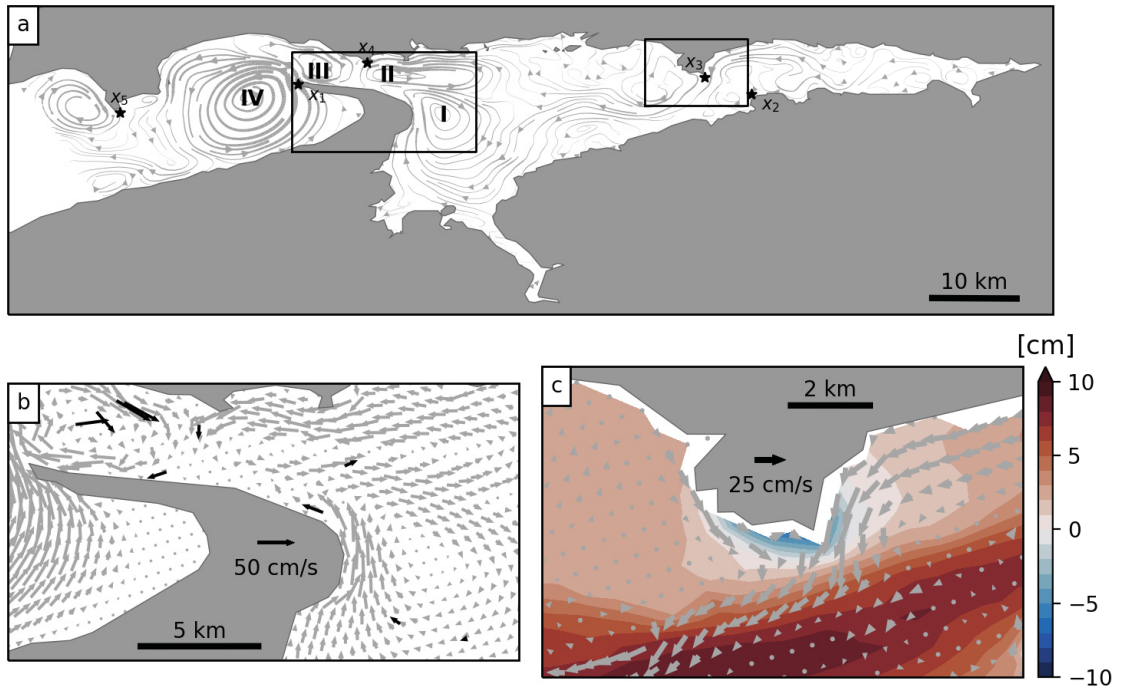 a
x₄
III
II
x₃
x₅
IV
x₁
I
x₂
10 km
[cm]
b
c
2 km
10
5
25 cm/s
0
50 cm/s
5 km
−5
−10